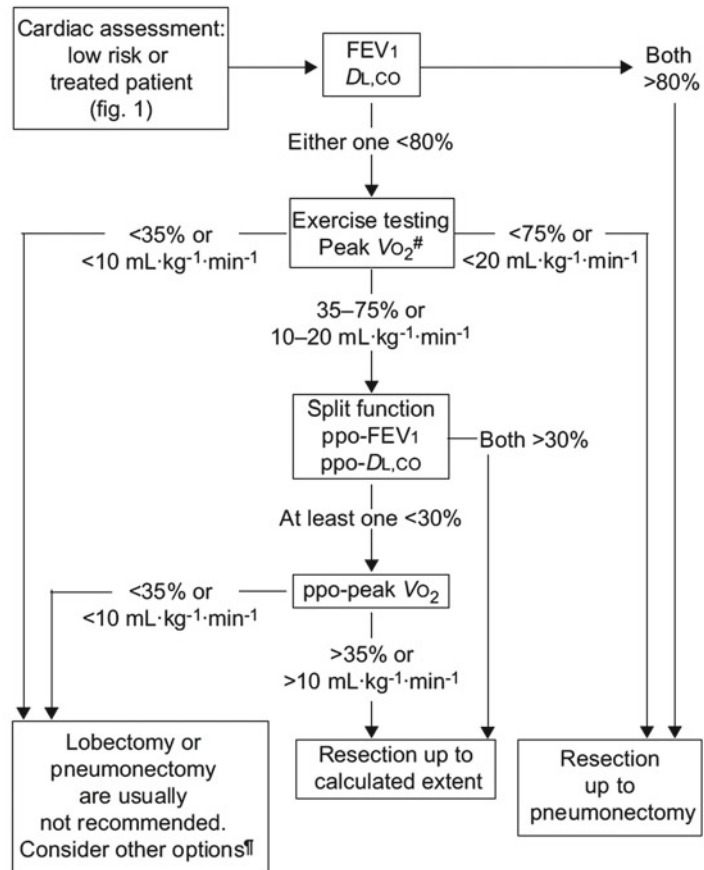 Cardiac assessment:
low risk or
treated patient
(fig. 1)
FEV1
DL,CO
Both
>80%
Either one <80%
Exercise testing
Peak VO2#
<35% or
<10 mL·kg-1·min-1
<75% or
<20 mL·kg-1·min-1
35–75% or
10–20 mL·kg-1·min-1
Split function
ppo-FEV1
ppo-DL,CO
Both >30%
At least one <30%
ppo-peak VO2
<35% or
<10 mL·kg-1·min-1
>35% or
>10 mL·kg-1·min-1
Lobectomy or
pneumonectomy
are usually
not recommended.
Consider other options¶
Resection up to
calculated extent
Resection
up to
pneumonectomy